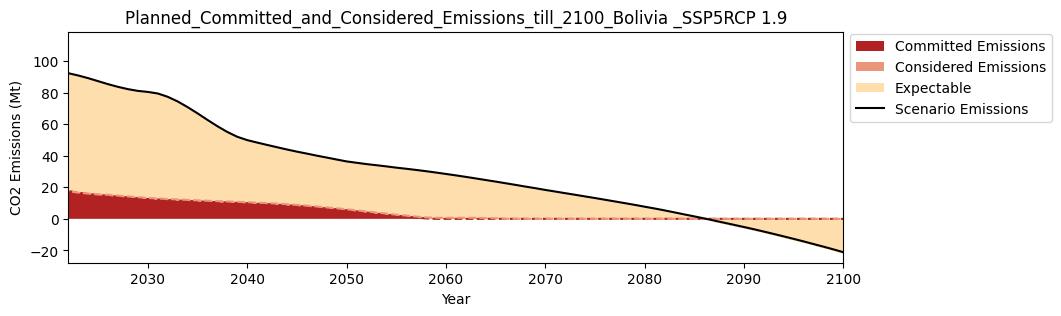 Planned_Committed_and_Considered_Emissions_till_2100_Bolivia _SSP5RCP 1.9
CO2 Emissions (Mt)
100
80
60
40
20
0
−20
2030 2040 2050 2060 2070 2080 2090 2100
Year
Committed Emissions
Considered Emissions
Expectable
Scenario Emissions